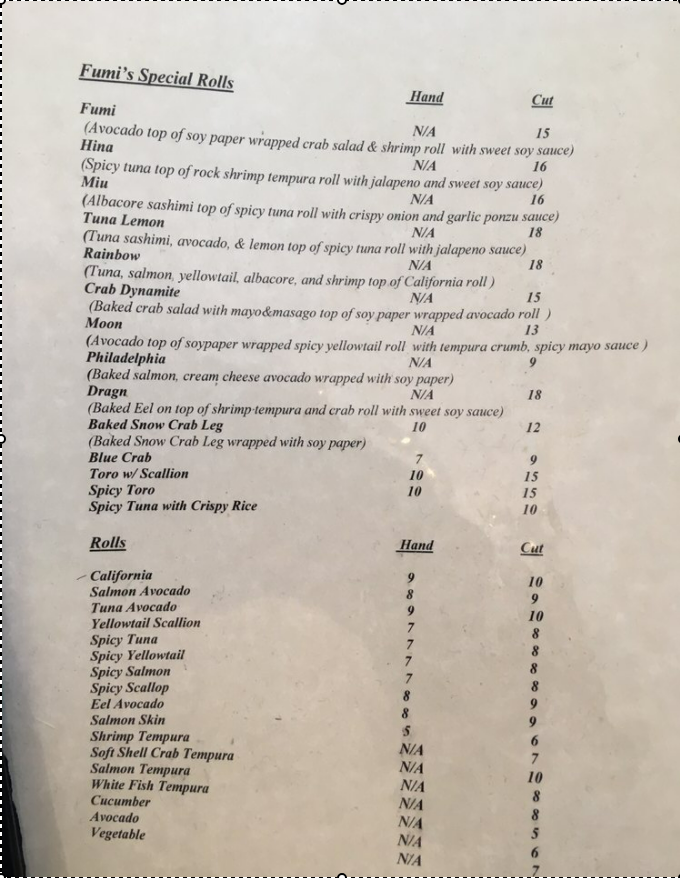 Fumi's Special Rolls Hand Cut
Fumi N/A 15
(Avocado top of soy paper wrapped crab salad & shrimp roll with sweet soy sauce)
Hina N/A 16
(Spicy tuna top of rock shrimp tempura roll with jalapeno and sweet soy sauce)
Miu N/A 16
(Albacore sashimi top of spicy tuna roll with crispy onion and garlic ponzu sauce)
Tuna Lemon N/A 18
(Tuna sashimi, avocado, & lemon top of spicy tuna roll with jalapeno sauce)
Rainbow N/A 18
(Tuna, salmon, yellowtail, albacore, and shrimp top of California roll )
Crab Dynamite N/A 15
(Baked crab salad with mayo&masago top of soy paper wrapped avocado roll )
Moon N/A 13
(Avocado top of soypaper wrapped spicy yellowtail roll with tempura crumb, spicy mayo sauce )
Philadelphia N/A 9
(Baked salmon, cream cheese avocado wrapped with soy paper)
Dragn N/A 18
(Baked Eel on top of shrimp tempura and crab roll with sweet soy sauce)
Baked Snow Crab Leg 10 12
(Baked Snow Crab Leg wrapped with soy paper)
Blue Crab 7 9
Toro w/ Scallion 10 15
Spicy Toro 10 15
Spicy Tuna with Crispy Rice 10
Rolls Hand Cut
California 9 10
Salmon Avocado 8 9
Tuna Avocado 9 10
Yellowtail Scallion 7 8
Spicy Tuna 7 8
Spicy Yellowtail 7 8
Spicy Salmon 7 8
Spicy Scallop 8 9
Eel Avocado 8 9
Salmon Skin 5 6
Shrimp Tempura N/A 7
Soft Shell Crab Tempura N/A 10
Salmon Tempura N/A 8
White Fish Tempura N/A 8
Cucumber N/A 5
Avocado N/A 6
Vegetable N/A 7